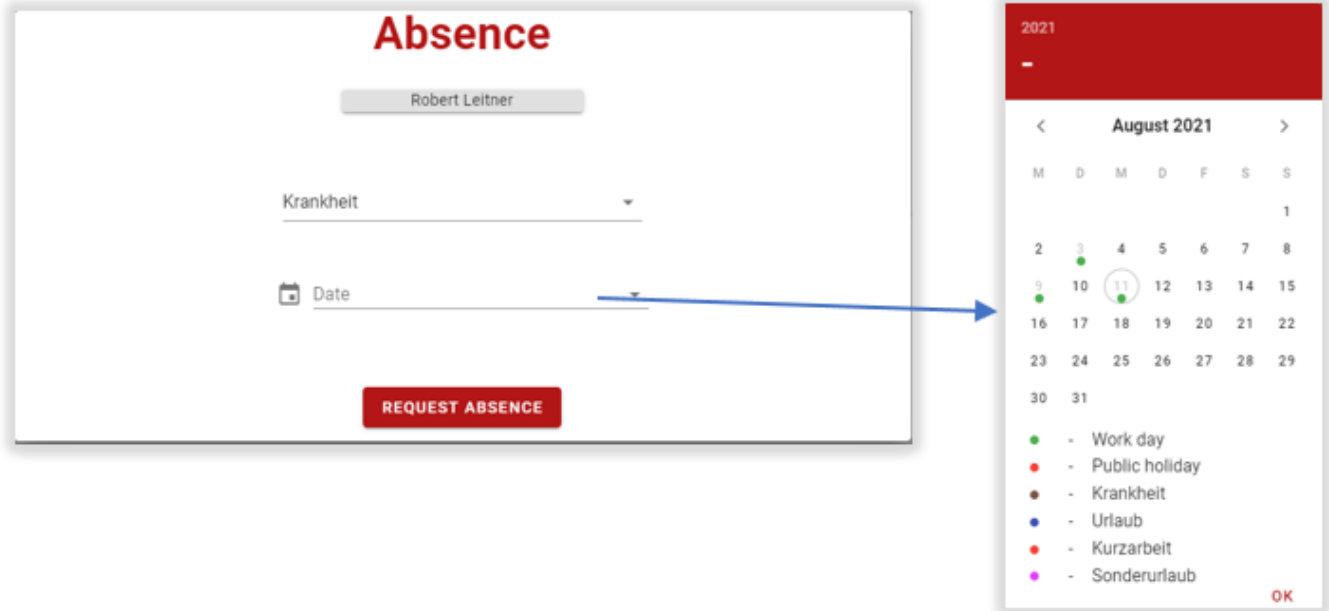 Absence
Robert Leitner
Krankheit
Date
REQUEST ABSENCE
2021
-
August 2021
M D M D F S S
1
2 3 4 5 6 7 8
9 10 11 12 13 14 15
16 17 18 19 20 21 22
23 24 25 26 27 28 29
30 31
- Work day
- Public holiday
- Krankheit
- Urlaub
- Kurzarbeit
- Sonderurlaub
OK